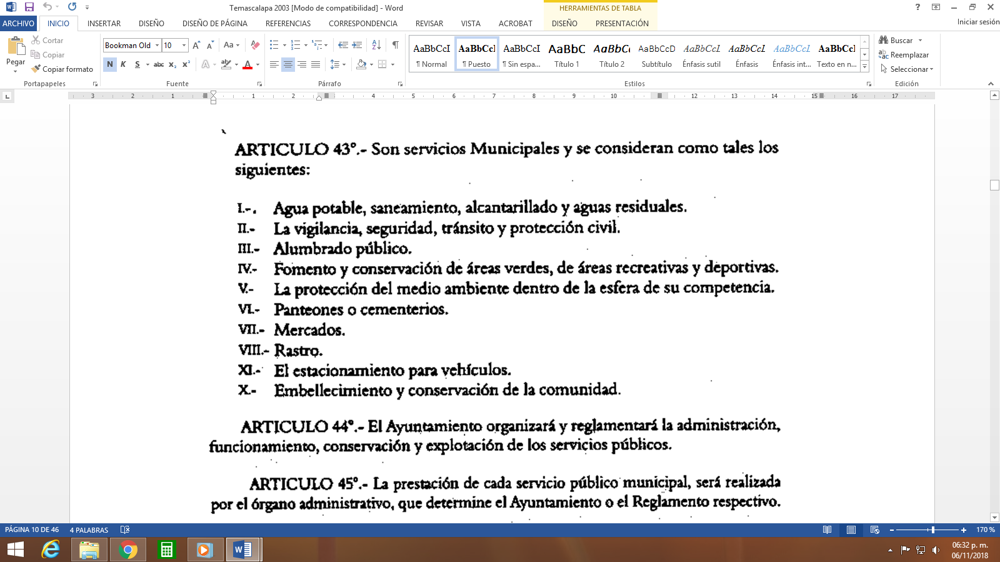 Temascalapa 2003 [Modo de compatibilidad] - Word
HERRAMIENTAS DE TABLA
ARCHIVO INICIO INSERTAR DISEÑO DISEÑO DE PÁGINA REFERENCIAS CORRESPONDENCIA REVISAR VISTA ACROBAT DISEÑO PRESENTACIÓN Iniciar sesión
Pegar
Cortar
Copiar
Copiar formato
Portapapeles
Bookman Old 10
Aa
N K S abc x₂ x² A A
Fuente
Párrafo
AaBbCcI AaBbCcI AaBbCcI AaBbC AaBbCc AaBbCcD AaBbCcL AaBbCcL AaBbCcL AaBbCcI
¶ Normal ¶ Puesto ¶ Sin espa... Título 1 Título 2 Subtítulo Énfasis sutil Énfasis Énfasis int... Texto en n...
Estilos
Buscar
Reemplazar
Seleccionar
Edición
3 2 1 1 2 4 5 6 7 8 9 10 12 13 14 15 16 17
ARTICULO 43º.- Son servicios Municipales y se consideran como tales los
siguientes:
I.-. Agua potable, saneamiento, alcantarillado y aguas residuales.
II.- La vigilancia, seguridad, tránsito y protección civil.
III.- Alumbrado público.
IV.- Fomento y conservación de áreas verdes, de áreas recreativas y deportivas.
V.- La protección del medio ambiente dentro de la esfera de su competencia.
VI.- Panteones o cementerios.
VII.- Mercados.
VIII.- Rastro.
XI.- El estacionamiento para vehículos.
X.- Embellecimiento y conservación de la comunidad.
ARTICULO 44º.- El Ayuntamiento organizará y reglamentará la administración,
funcionamiento, conservación y explotación de los servicios públicos.
ARTICULO 45º.- La prestación de cada servicio público municipal, será realizada
por el órgano administrativo, que determine el Ayuntamiento o el Reglamento respectivo.
PÁGINA 10 DE 46 4 PALABRAS 170 %
06:32 p. m.
06/11/2018